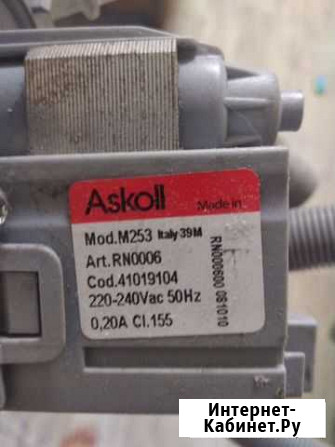 Askoll
Made in
Mod.M253 Italy 39M
Art.RN0006
Cod.41019104
220-240Vac 50Hz
0,20A Cl.155
RN000600 081010
Интернет-
Кабинет.Ру